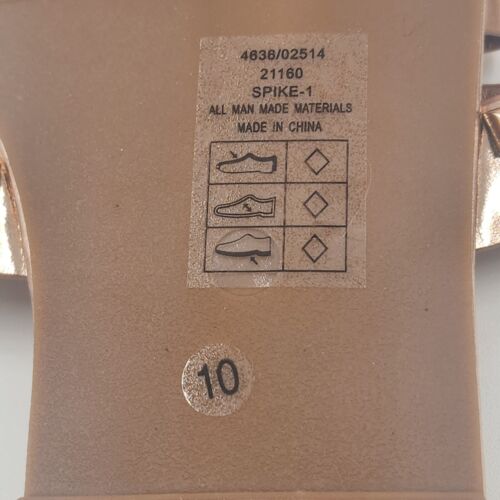 4636/02514
21160
SPIKE-1
ALL MAN MADE MATERIALS
MADE IN CHINA
10